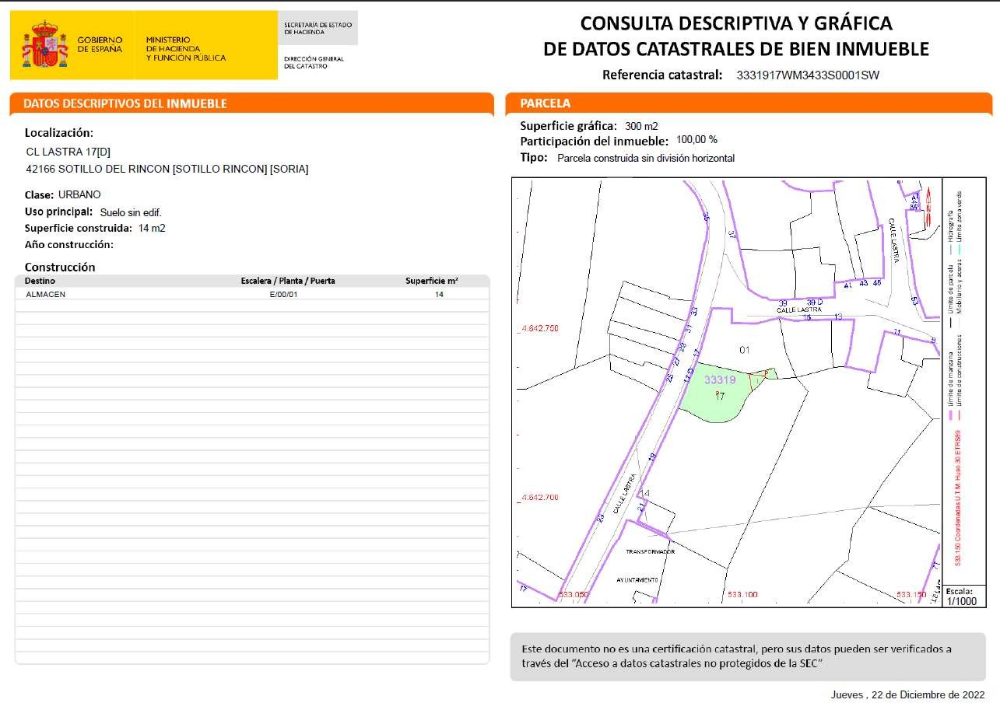 GOBIERNO
DE ESPAÑA
MINISTERIO
DE HACIENDA
Y FUNCIÓN PÚBLICA
SECRETARÍA DE ESTADO
DE HACIENDA
DIRECCIÓN GENERAL
DEL CATASTRO
CONSULTA DESCRIPTIVA Y GRÁFICA
DE DATOS CATASTRALES DE BIEN INMUEBLE
Referencia catastral: 3331917WM3433S0001SW
DATOS DESCRIPTIVOS DEL INMUEBLE
Localización:
CL LASTRA 17[D]
42166 SOTILLO DEL RINCON [SOTILLO RINCON] [SORIA]
Clase: URBANO
Uso principal: Suelo sin edif.
Superficie construida: 14 m2
Año construcción:
Construcción
Destino Escalera / Planta / Puerta Superficie m²
ALMACEN E/00/01 14
PARCELA
Superficie gráfica: 300 m2
Participación del inmueble: 100,00 %
Tipo: Parcela construida sin división horizontal
35
37
CALLE LASTRA
53
41 43 45
39 39 D
CALLE LASTRA
15 13
11
9
33
31
29
27
25
17
17 D
01
33319
P
17
I
P
4.642.750
19
14
21
CALLE LASTRA
23
4.642.700
TRANSFORMADOR
AYUNTAMIENTO
77
533.050 533.100 533.150
Hidrografía
Límite zona verde
Límite de parcela
Mobiliario y aceras
Límite de manzana
Límite de construcciones
533.150 Coordenadas U.T.M. Huso 30 ETRS89
Escala:
1/1000
Este documento no es una certificación catastral, pero sus datos pueden ser verificados a
través del “Acceso a datos catastrales no protegidos de la SEC”
Jueves , 22 de Diciembre de 2022